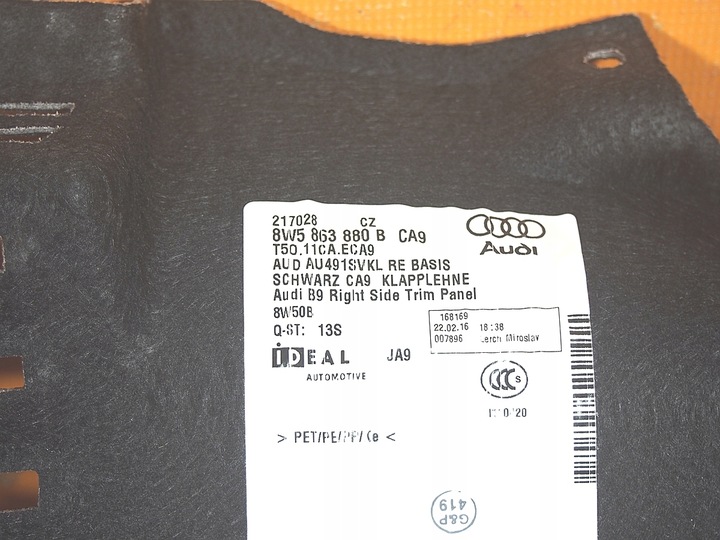 217028 CZ
8W5 863 880 B CA9
T50.11CA.ECA9
AUD AU491SVKL RE BASIS
SCHWARZ CA9 KLAPPLEHNE
Audi B9 Right Side Trim Panel
8W50B
Q-ST: 13S
Audi
168169
22.02.16 18:38
007896 Miroslav
IDEAL JA9
AUTOMOTIVE
CCC S
> PET/PE/PP/ <
G&P
419